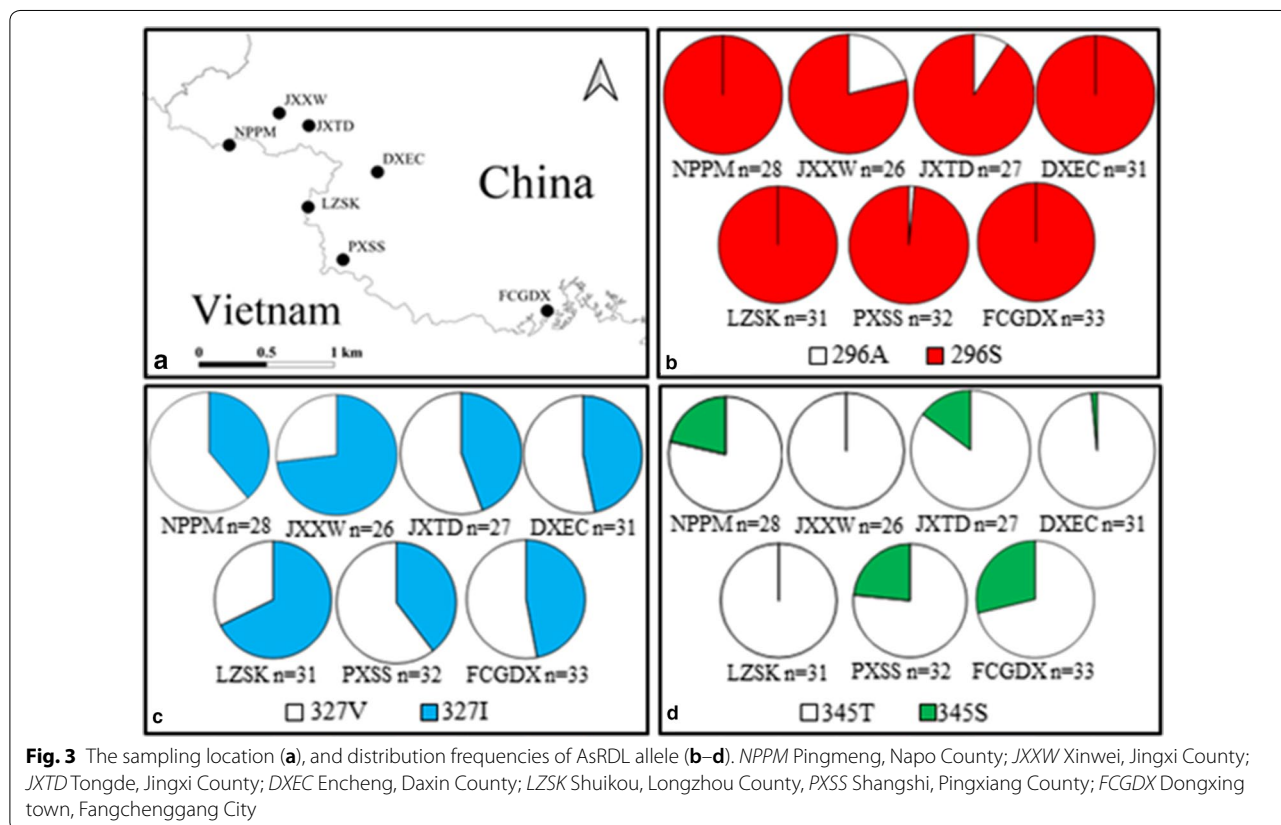 JXXW
JXTD
NPPM
DXEC
China
LZSK
PXSS
FCGDX
Vietnam
0 0.5 1 km
a
NPPM n=28 JXXW n=26 JXTD n=27 DXEC n=31
LZSK n=31 PXSS n=32 FCGDX n=33
296A 296S
b
NPPM n=28 JXXW n=26 JXTD n=27 DXEC n=31
LZSK n=31 PXSS n=32 FCGDX n=33
327V 327I
c
NPPM n=28 JXXW n=26 JXTD n=27 DXEC n=31
LZSK n=31 PXSS n=32 FCGDX n=33
345T 345S
d
Fig. 3 The sampling location (a), and distribution frequencies of AsRDL allele (b–d). NPPM Pingmeng, Napo County; JXXW Xinwei, Jingxi County;
JXTD Tongde, Jingxi County; DXEC Encheng, Daxin County; LZSK Shuikou, Longzhou County, PXSS Shangshi, Pingxiang County; FCGDX Dongxing
town, Fangchenggang City